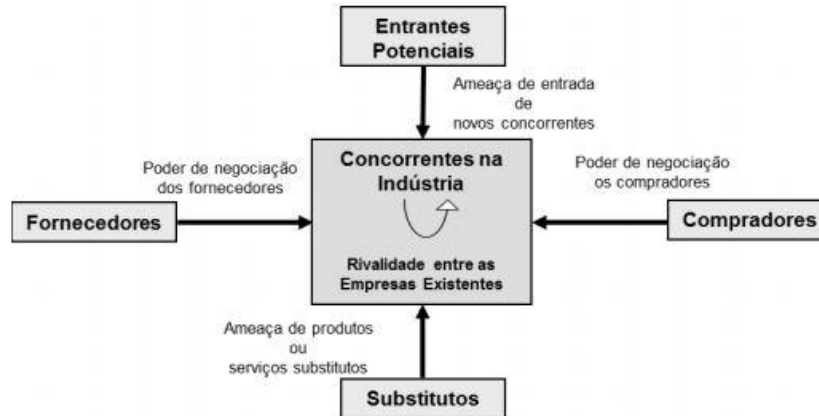 Entrantes
Potenciais
Ameaça de entrada
de
novos concorrentes
Poder de negociação
dos fornecedores
Concorrentes na
Indústria
Poder de negociação
os compradores
Fornecedores
Compradores
Rivalidade entre as
Empresas Existentes
Ameaça de produtos
ou
serviços substitutos
Substitutos